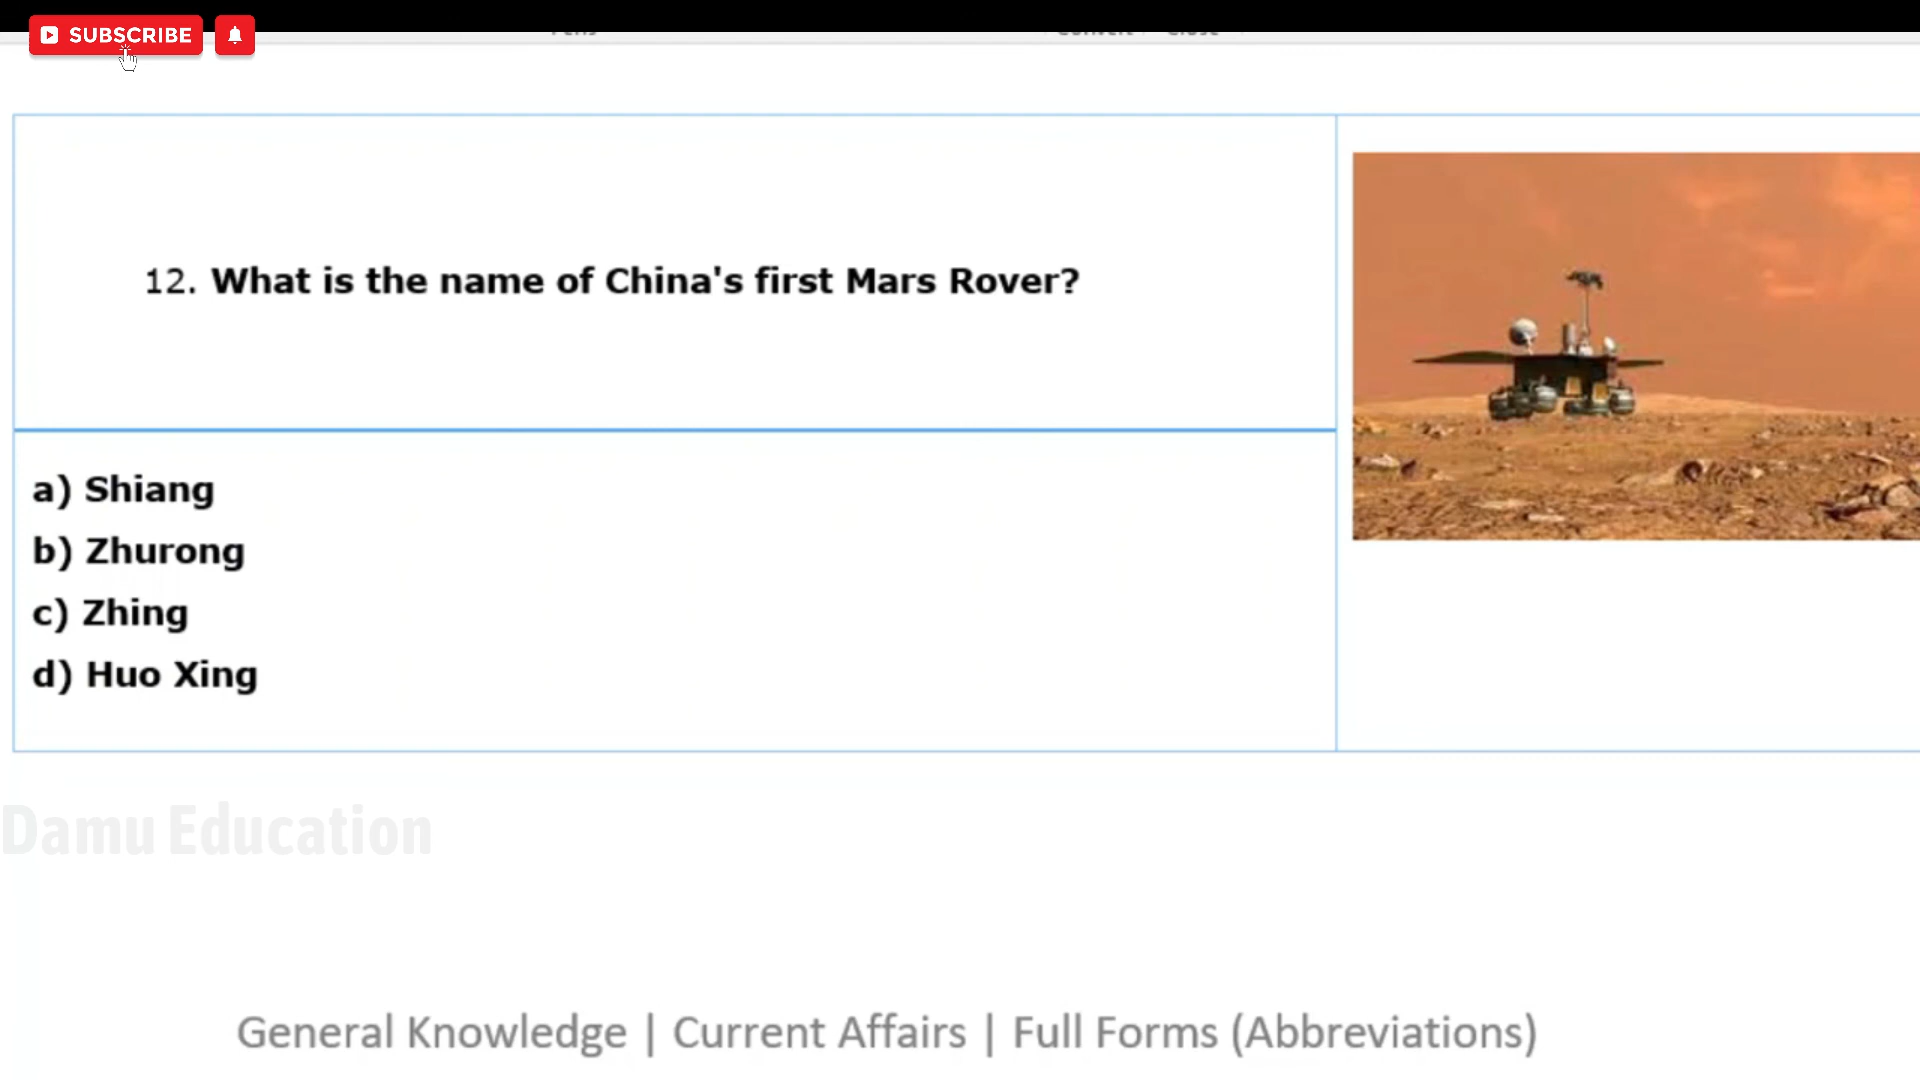 SUBSCRIBE
12. What is the name of China's first Mars Rover?
a) Shiang
b) Zhurong
c) Zhing
d) Huo Xing
Damu Education
General Knowledge | Current Affairs | Full Forms (Abbreviations)